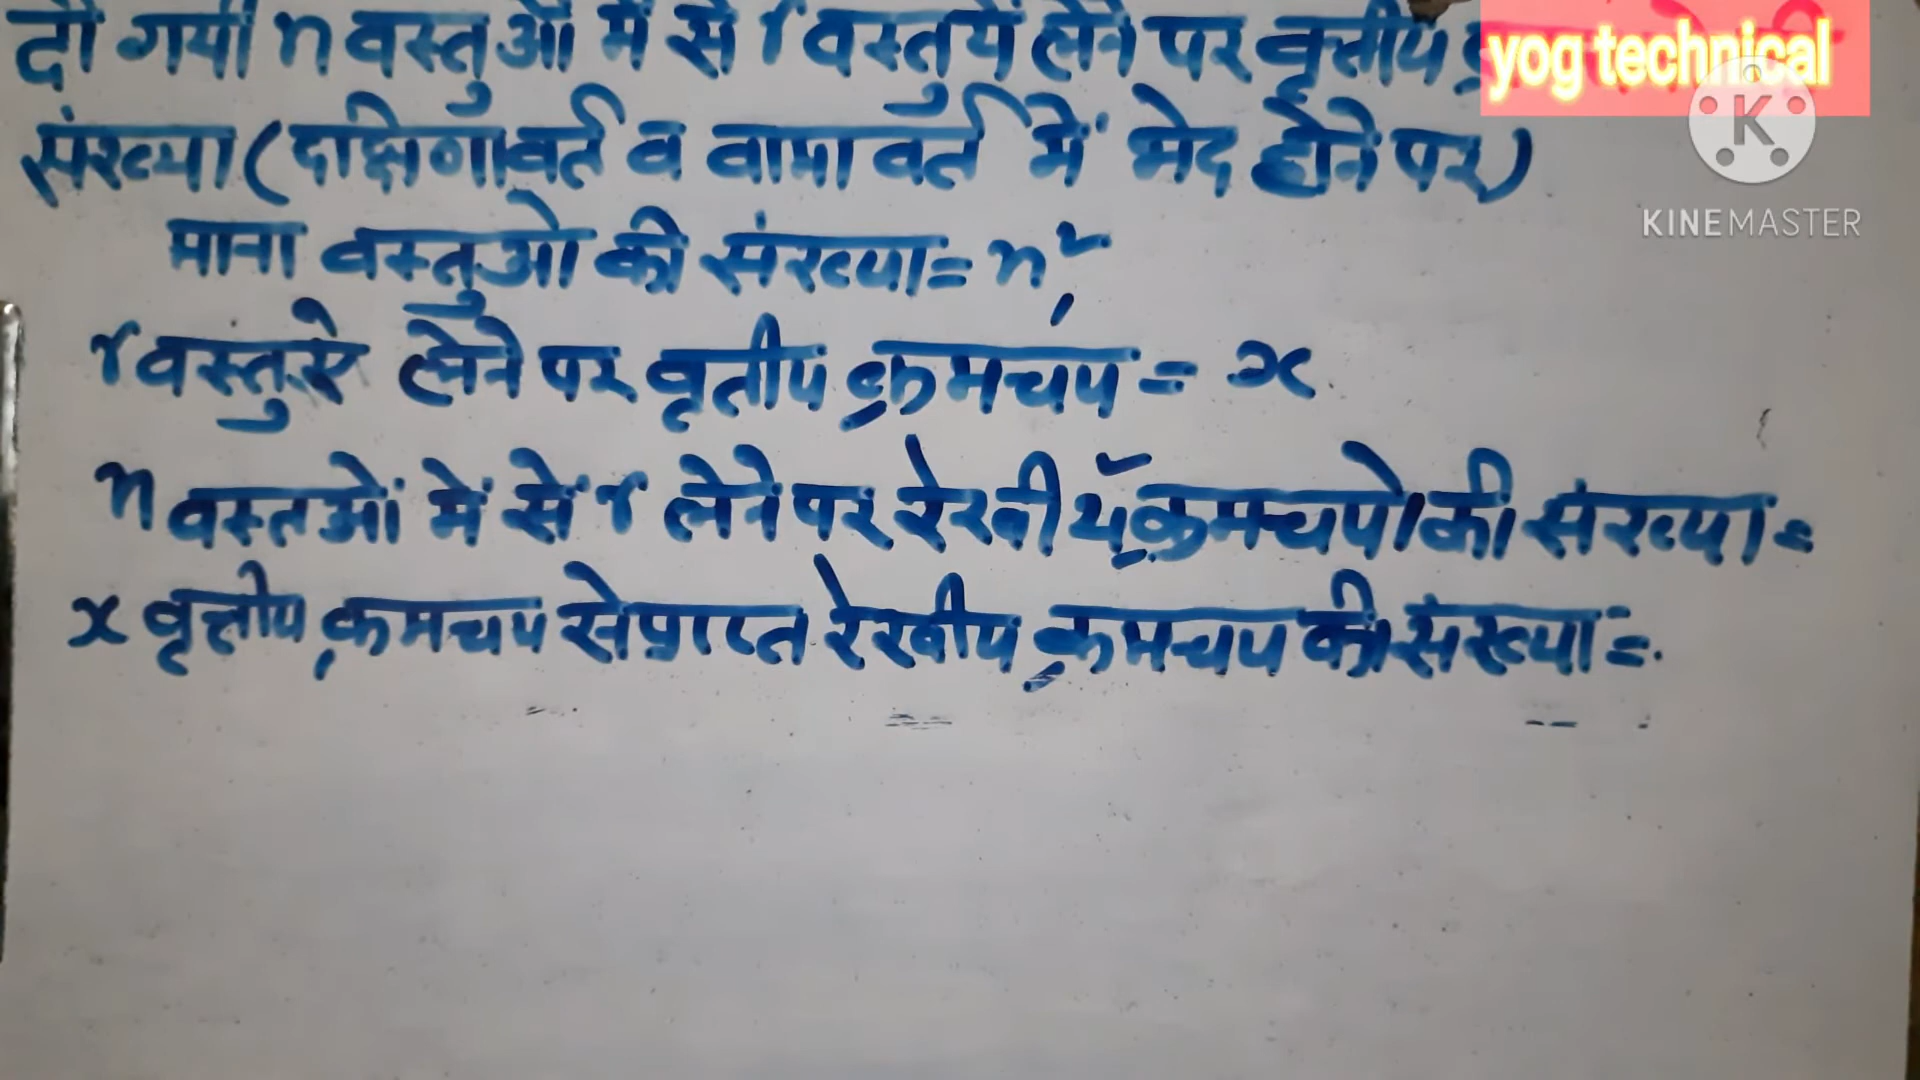 दी गयी n वस्तुओं में से r वस्तुयें लेने पर वृत्तीय
yog technical
संख्या (दक्षिणावर्त व वामावर्त में भेद होने पर)
K
KINEMASTER
माना वस्तुओ की संख्या = n
r वस्तुऐ लेने पर वृतीय क्रमचय = x
n वस्तओं में से r लेने पर रेखीय क्रमचयो की संख्या =
x वृत्तीय क्रमचय से प्राप्त रेखीय क्रमचय की संख्या =